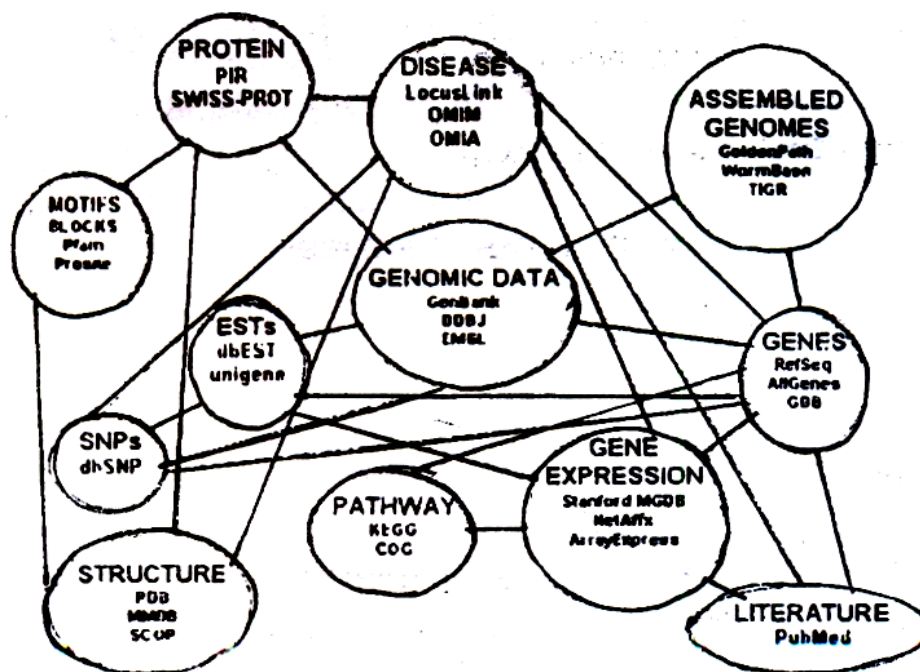 PROTEIN
PIR
SWISS-PROT
DISEASE
LocusLink
OMIM
OMIA
ASSEMBLED
GENOMES
GoldenPath
WormBase
TIGR
MOTIFS
BLOCKS
Pfam
GENOMIC DATA
GenBank
DDBJ
EMBL
ESTs
dbEST
unigene
GENES
RefSeq
AllGenes
GDB
SNPs
dbSNP
GENE
EXPRESSION
Stanford MGDB
NetAffx
ArrayExpress
PATHWAY
KEGG
COG
STRUCTURE
PDB
MMDB
SCOP
LITERATURE
PubMed